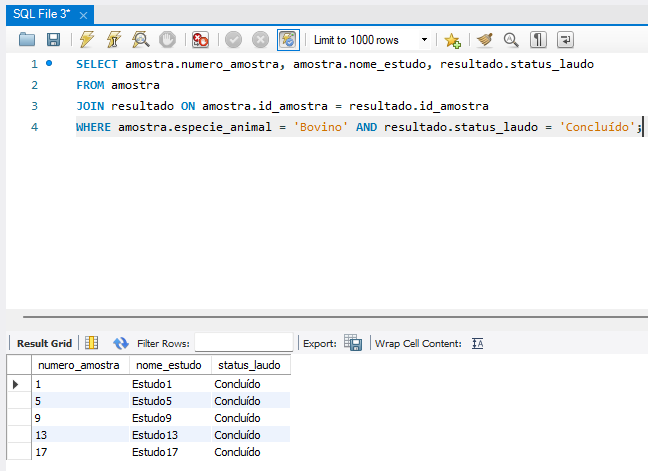 SQL File 3*
Limit to 1000 rows
1 SELECT amostra.numero_amostra, amostra.nome_estudo, resultado.status_laudo
2 FROM amostra
3 JOIN resultado ON amostra.id_amostra = resultado.id_amostra
4 WHERE amostra.especie_animal = 'Bovino' AND resultado.status_laudo = 'Concluído';
Result Grid Filter Rows: Export: Wrap Cell Content:
numero_amostra nome_estudo status_laudo
1 Estudo1 Concluído
5 Estudo5 Concluído
9 Estudo9 Concluído
13 Estudo13 Concluído
17 Estudo17 Concluído